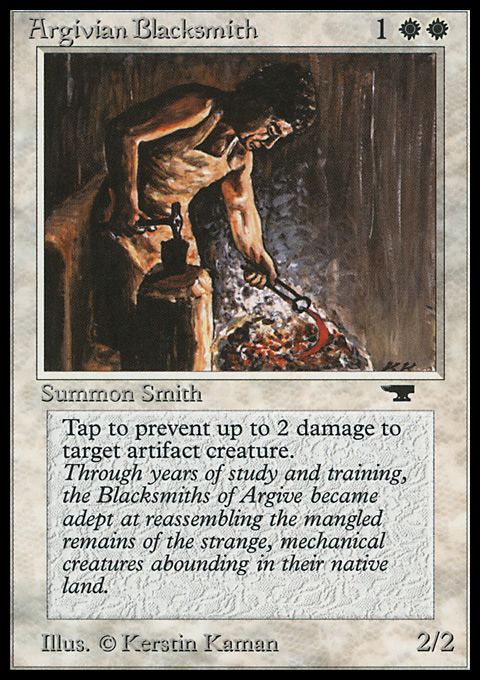 Argivian Blacksmith 1
Summon Smith
Tap to prevent up to 2 damage to
target artifact creature.
Through years of study and training,
the Blacksmiths of Argive became
adept at reassembling the mangled
remains of the strange, mechanical
creatures abounding in their native
land.
Illus. © Kerstin Kaman 2/2